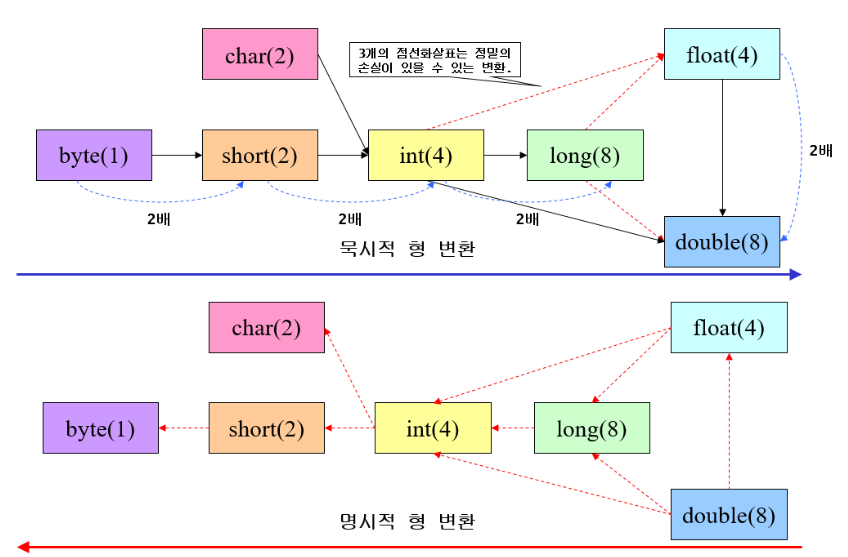 char(2)
3개의 점선화살표는 정밀의
손실이 있을 수 있는 변환.
float(4)
byte(1)
short(2)
int(4)
long(8)
2배
2배
2배
2배
double(8)
묵시적 형 변환
char(2)
float(4)
byte(1)
short(2)
int(4)
long(8)
double(8)
명시적 형 변환